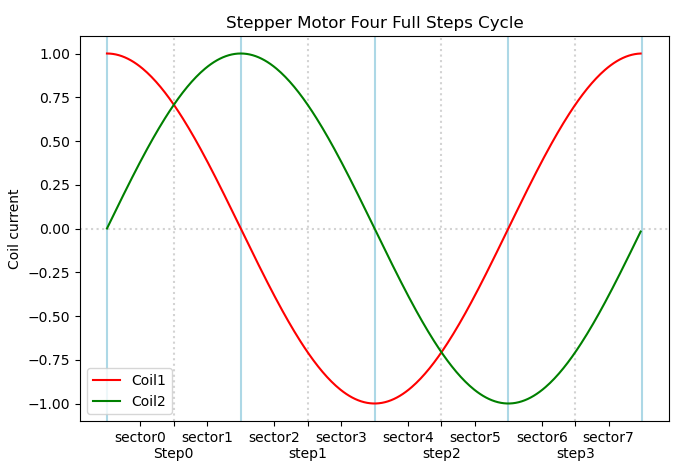 Stepper Motor Four Full Steps Cycle
1.00
0.75
0.50
0.25
0.00
−0.25
−0.50
−0.75
−1.00
Coil current
Coil1
Coil2
sector0 sector1 sector2 sector3 sector4 sector5 sector6 sector7
Step0 step1 step2 step3